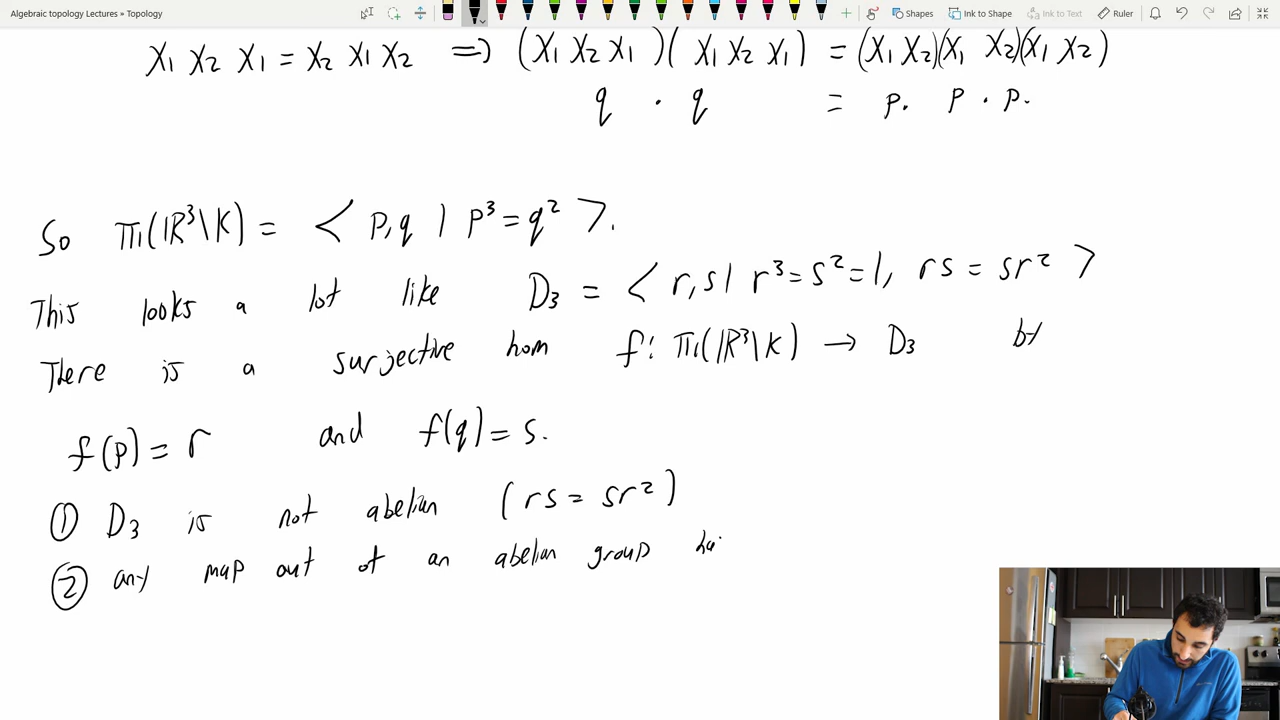 Algebraic topology Lectures » Topology
Shapes Ink to Shape Ink to Text Ruler
x₁ x₂ x₁ = x₂ x₁ x₂ ⟹ (x₁ x₂ x₁)(x₁ x₂ x₁) = (x₁ x₂)(x₁ x₂)(x₁ x₂)
q · q = p · p · p.
So π₁(ℝ³\K) = < p,q | p³ = q² >.
This looks a lot like D₃ = < r,s | r³ = s² = 1, rs = sr² >
There is a surjective hom f: π₁(ℝ³\K) → D₃ by
f(p) = r and f(q) = s.
① D₃ is not abelian (rs = sr²)
② any map out of an abelian group